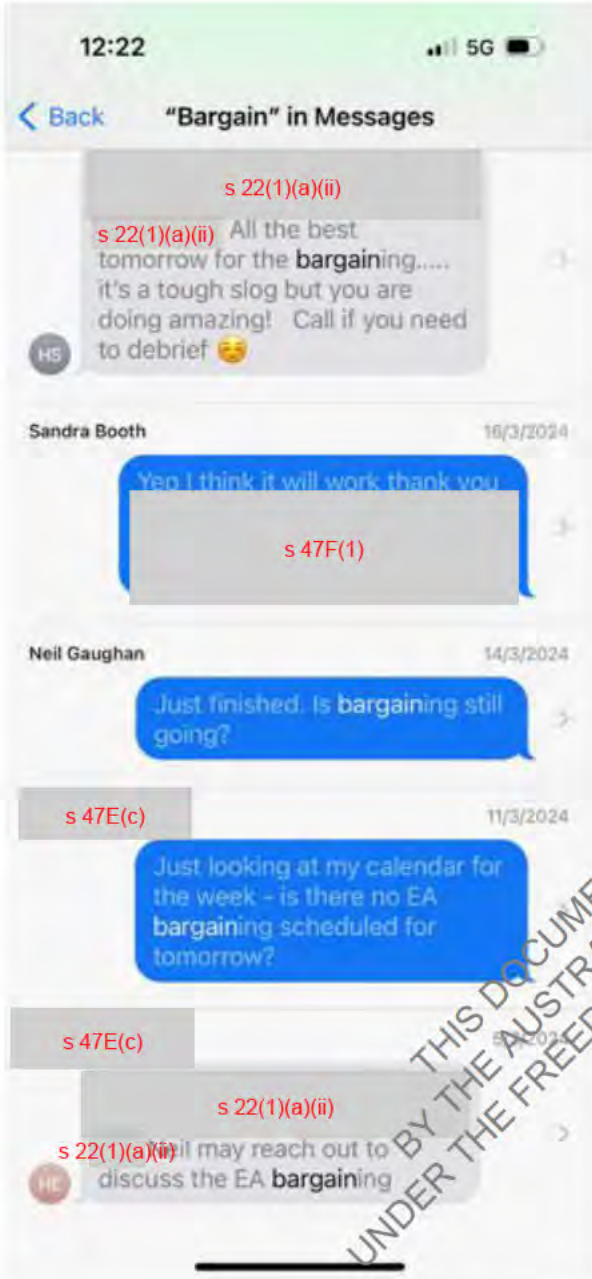 12:22
5G
Back
“Bargain” in Messages
s 22(1)(a)(ii)
s 22(1)(a)(ii) All the best
tomorrow for the bargaining.....
it's a tough slog but you are
doing amazing! Call if you need
to debrief ☺️
HS
Sandra Booth
16/3/2024
Yep I think it will work thank you
s 47F(1)
Neil Gaughan
14/3/2024
Just finished. Is bargaining still
going?
s 47E(c)
11/3/2024
Just looking at my calendar for
the week - is there no EA
bargaining scheduled for
tomorrow?
s 47E(c)
s 22(1)(a)(ii)
s 22(1)(a)(ii) Neil may reach out to
discuss the EA bargaining
THIS
BY THE
UNDER THE